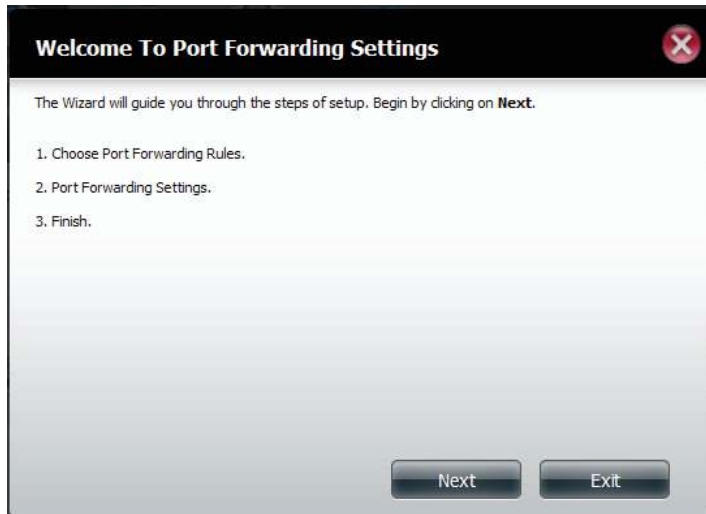 Welcome To Port Forwarding Settings
The Wizard will guide you through the steps of setup. Begin by clicking on Next.
1. Choose Port Forwarding Rules.
2. Port Forwarding Settings.
3. Finish.
Next Exit